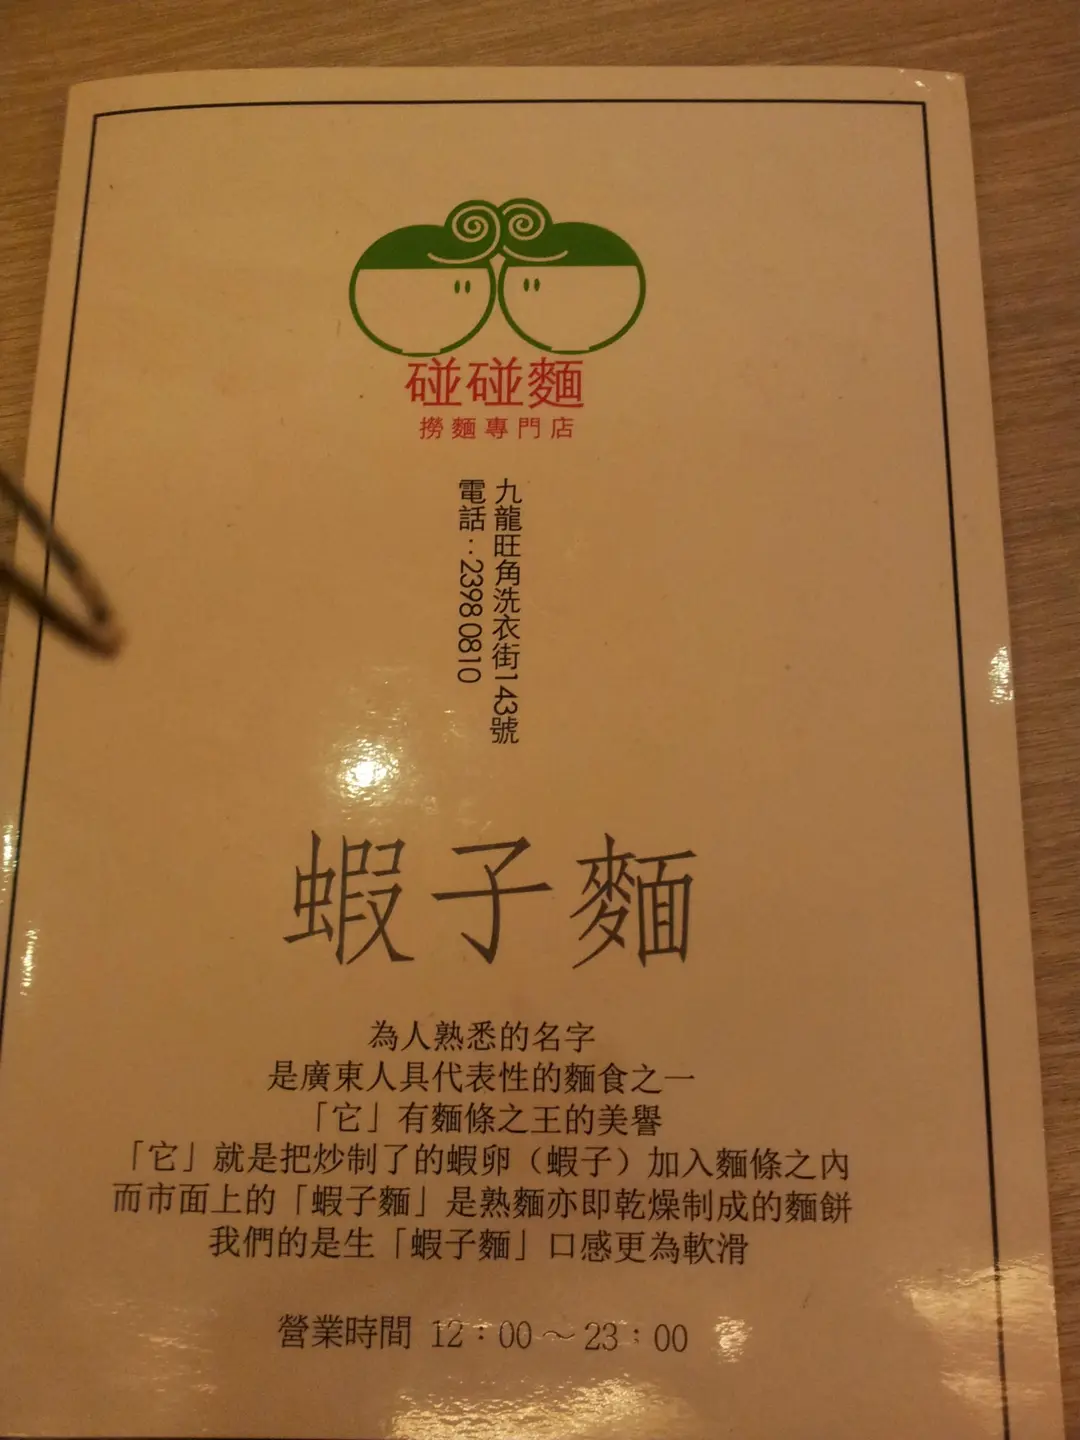 碰碰麵
撈麵專門店
九龍旺角洗衣街143號
電話：2398 0810
蝦子麵
為人熟悉的名字
是廣東人具代表性的麵食之一
「它」有麵條之王的美譽
「它」就是把炒制了的蝦卵（蝦子）加入麵條之內
而市面上的「蝦子麵」是熟麵亦即乾燥制成的麵餅
我們的是生「蝦子麵」口感更為軟滑
營業時間 12：00～23：00